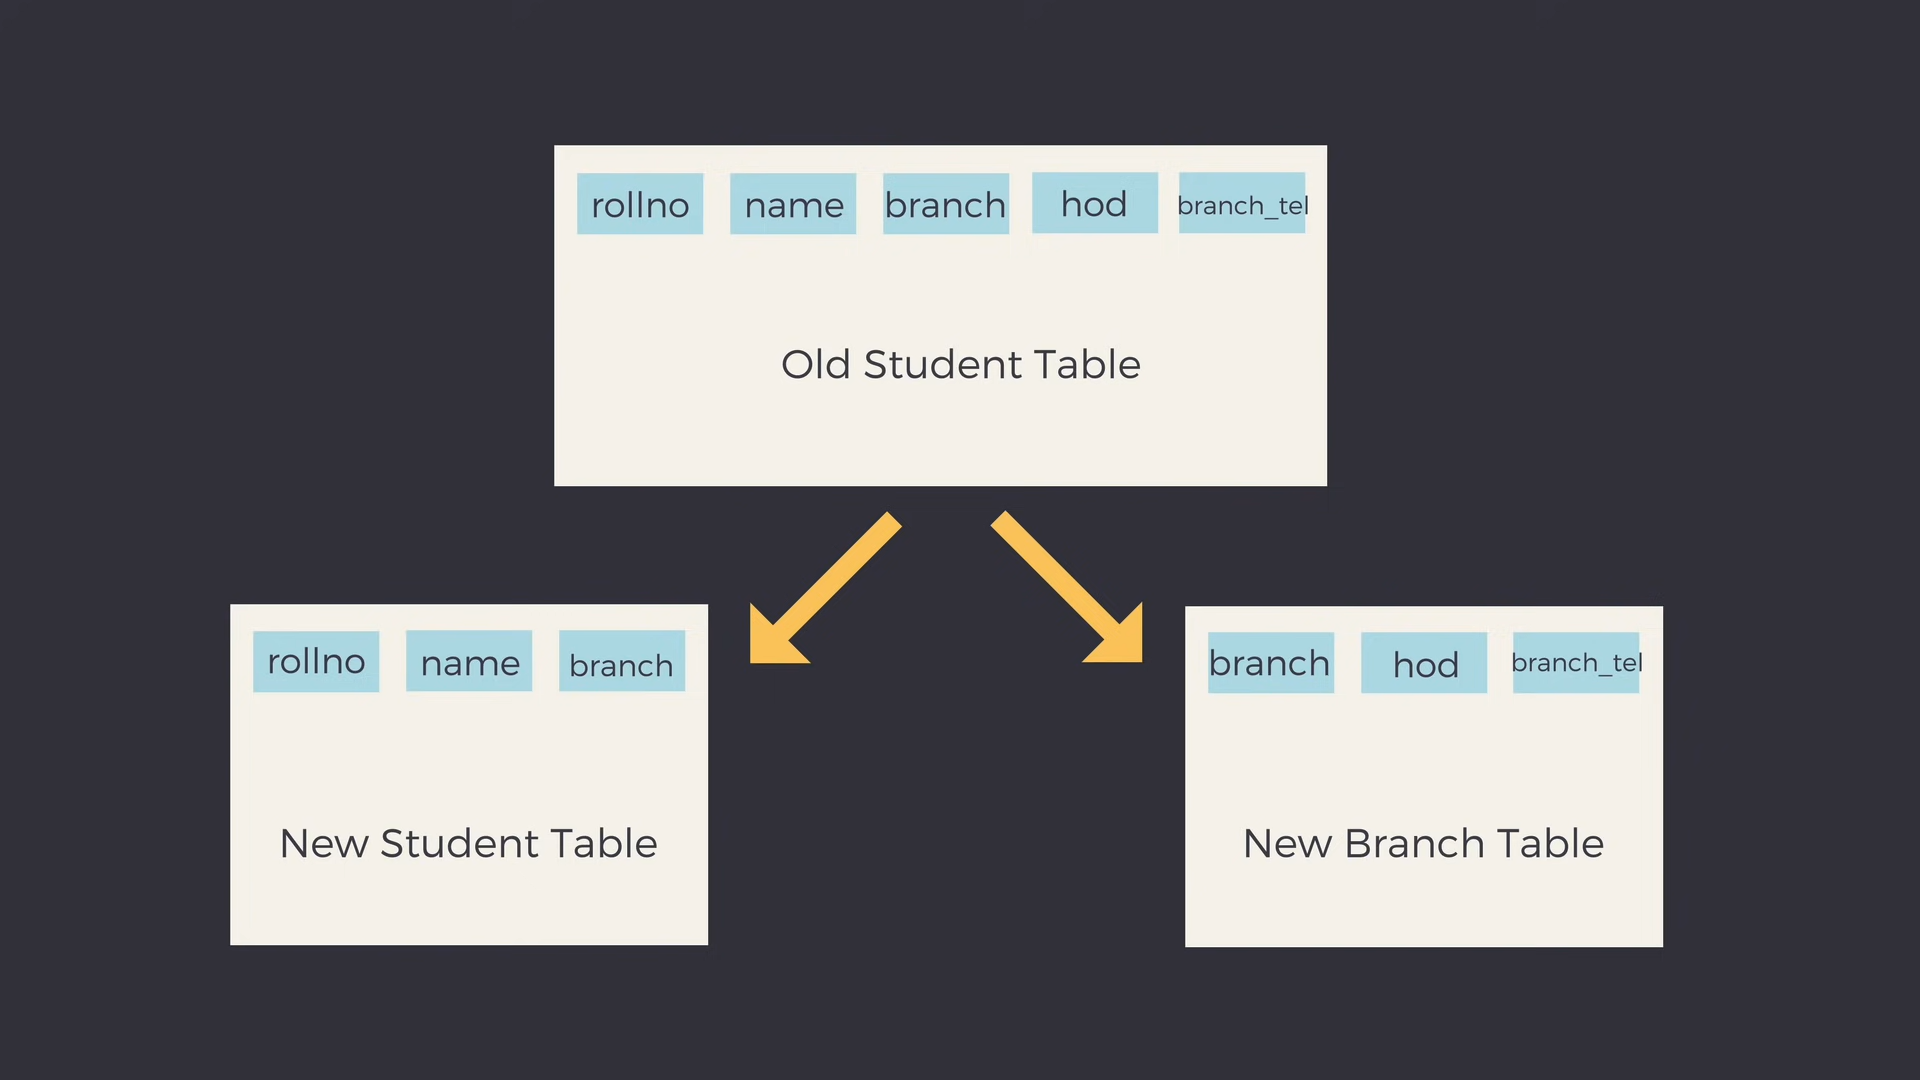 rollno name branch hod branch_tel
Old Student Table
rollno name branch
New Student Table
branch hod branch_tel
New Branch Table